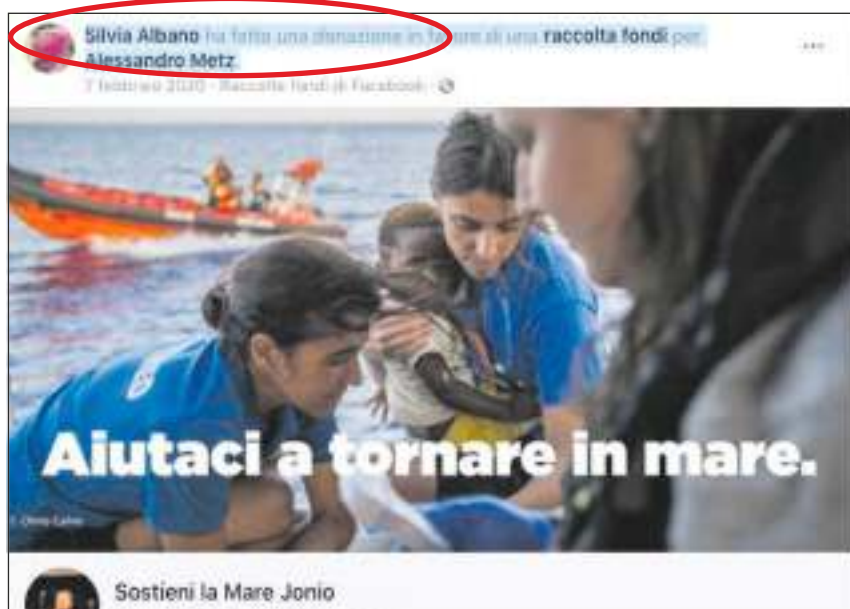 Silvia Albano ha fatto una donazione in favore di una raccolta fondi per
Alessandro Metz.
7 febbraio 2020 · Raccolta fondi di Facebook ·
Aiutaci a tornare in mare.
Sostieni la Mare Jonio